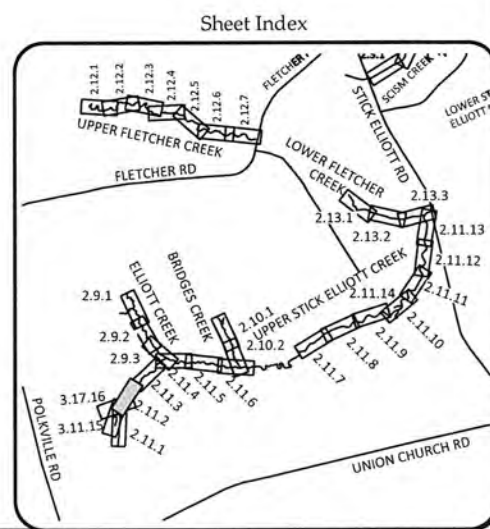 Sheet Index
2.12.1
2.12.2
2.12.3
2.12.4
2.12.5
2.12.6
2.12.7
UPPER FLETCHER CREEK
FLETCHER RD
FLETCHER
STICK ELLIOTT RD
SCISM CREEK
LOWER
ELLIOTT
LOWER FLETCHER
CREEK
2.13.1
2.13.2
2.13.3
2.11.13
2.11.12
2.11.11
2.11.10
2.11.9
2.11.8
2.11.7
2.11.14
UPPER STICK ELLIOTT CREEK
BRIDGES CREEK
2.10.1
2.10.2
ELLIOTT CREEK
2.9.1
2.9.2
2.9.3
2.11.6
2.11.5
2.11.4
2.11.3
2.11.2
2.11.1
3.17.16
3.11.15
POLKVILLE RD
UNION CHURCH RD